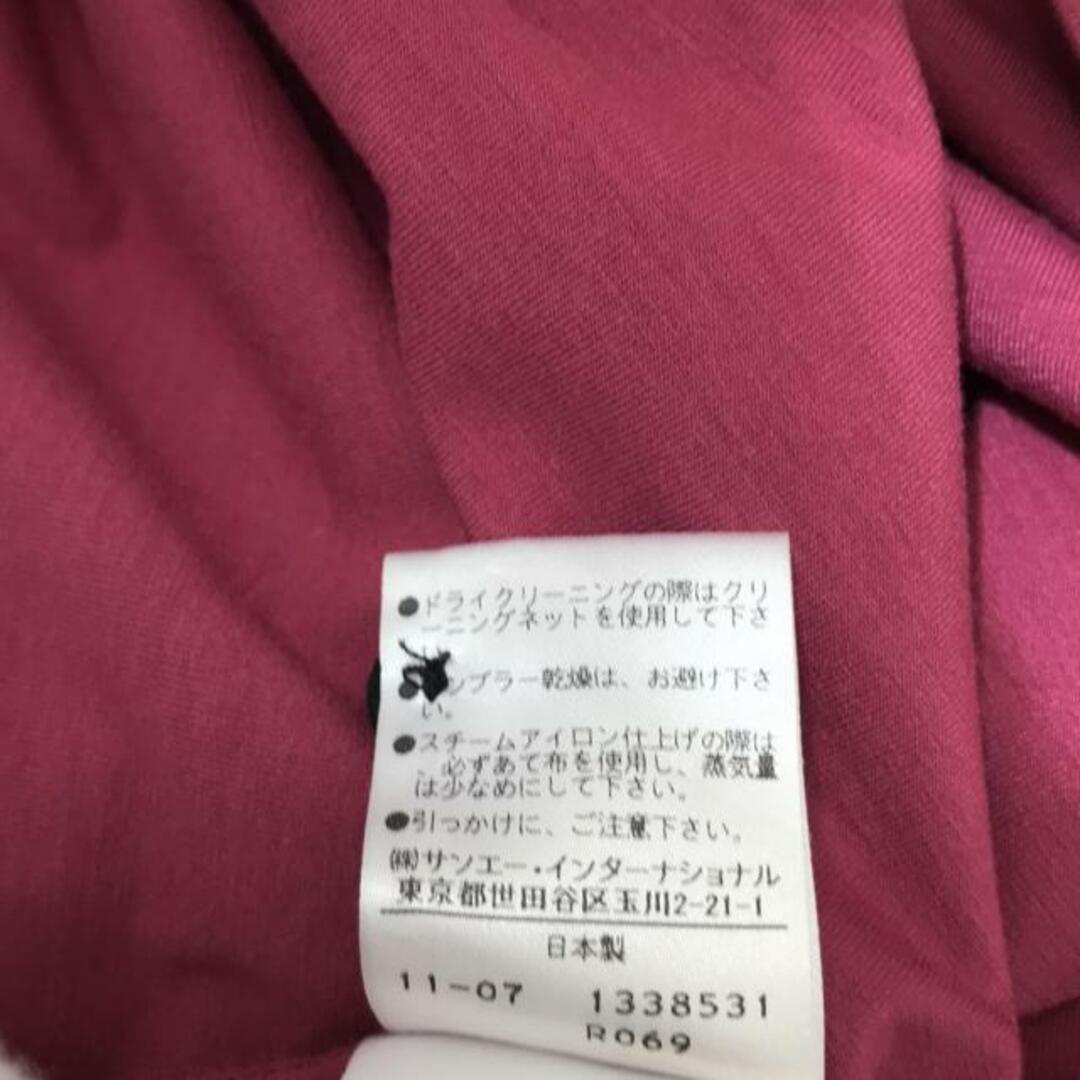 ●ドライクリーニングの際はクリ
ーニングネットを使用して下さ
ンブラー乾燥は、お避け下さ
い。
●スチームアイロン仕上げの際は
、必ずあて布を使用し、蒸気量
は少なめにして下さい。
●引っかけに、ご注意下さい。
㈱サンエー・インターナショナル
東京都世田谷区玉川2-21-1
日本製
11-07 1338531
R069